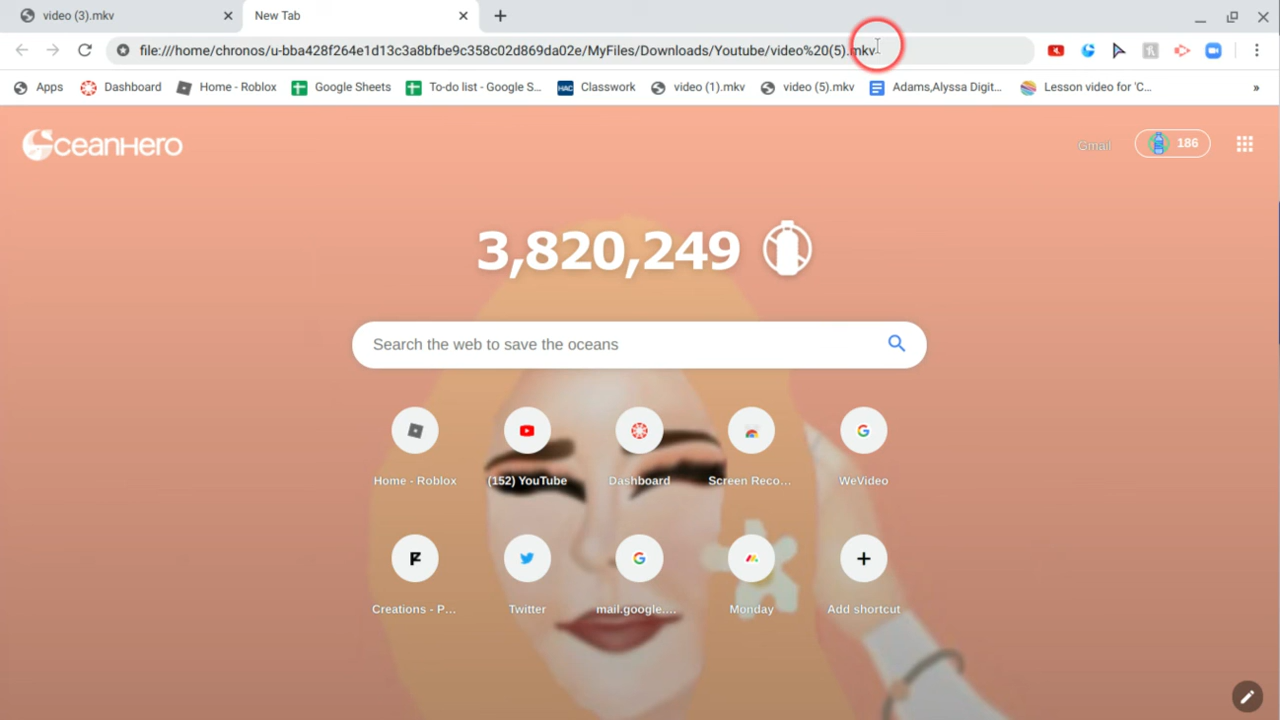 video (3).mkv
New Tab
file:///home/chronos/u-bba428f264e1d13c3a8bfbe9c358c02d869da02e/MyFiles/Downloads/Youtube/video%20(5).mkv
Apps Dashboard Home - Roblox Google Sheets To-do list - Google S... HAC Classwork video (1).mkv video (5).mkv Adams,Alyssa Digit... Lesson video for 'C... »
OceanHero
Gmail 186
3,820,249
Search the web to save the oceans
Home - Roblox (152) YouTube Dashboard Screen Reco... WeVideo
Creations - P... Twitter mail.google.... Monday Add shortcut